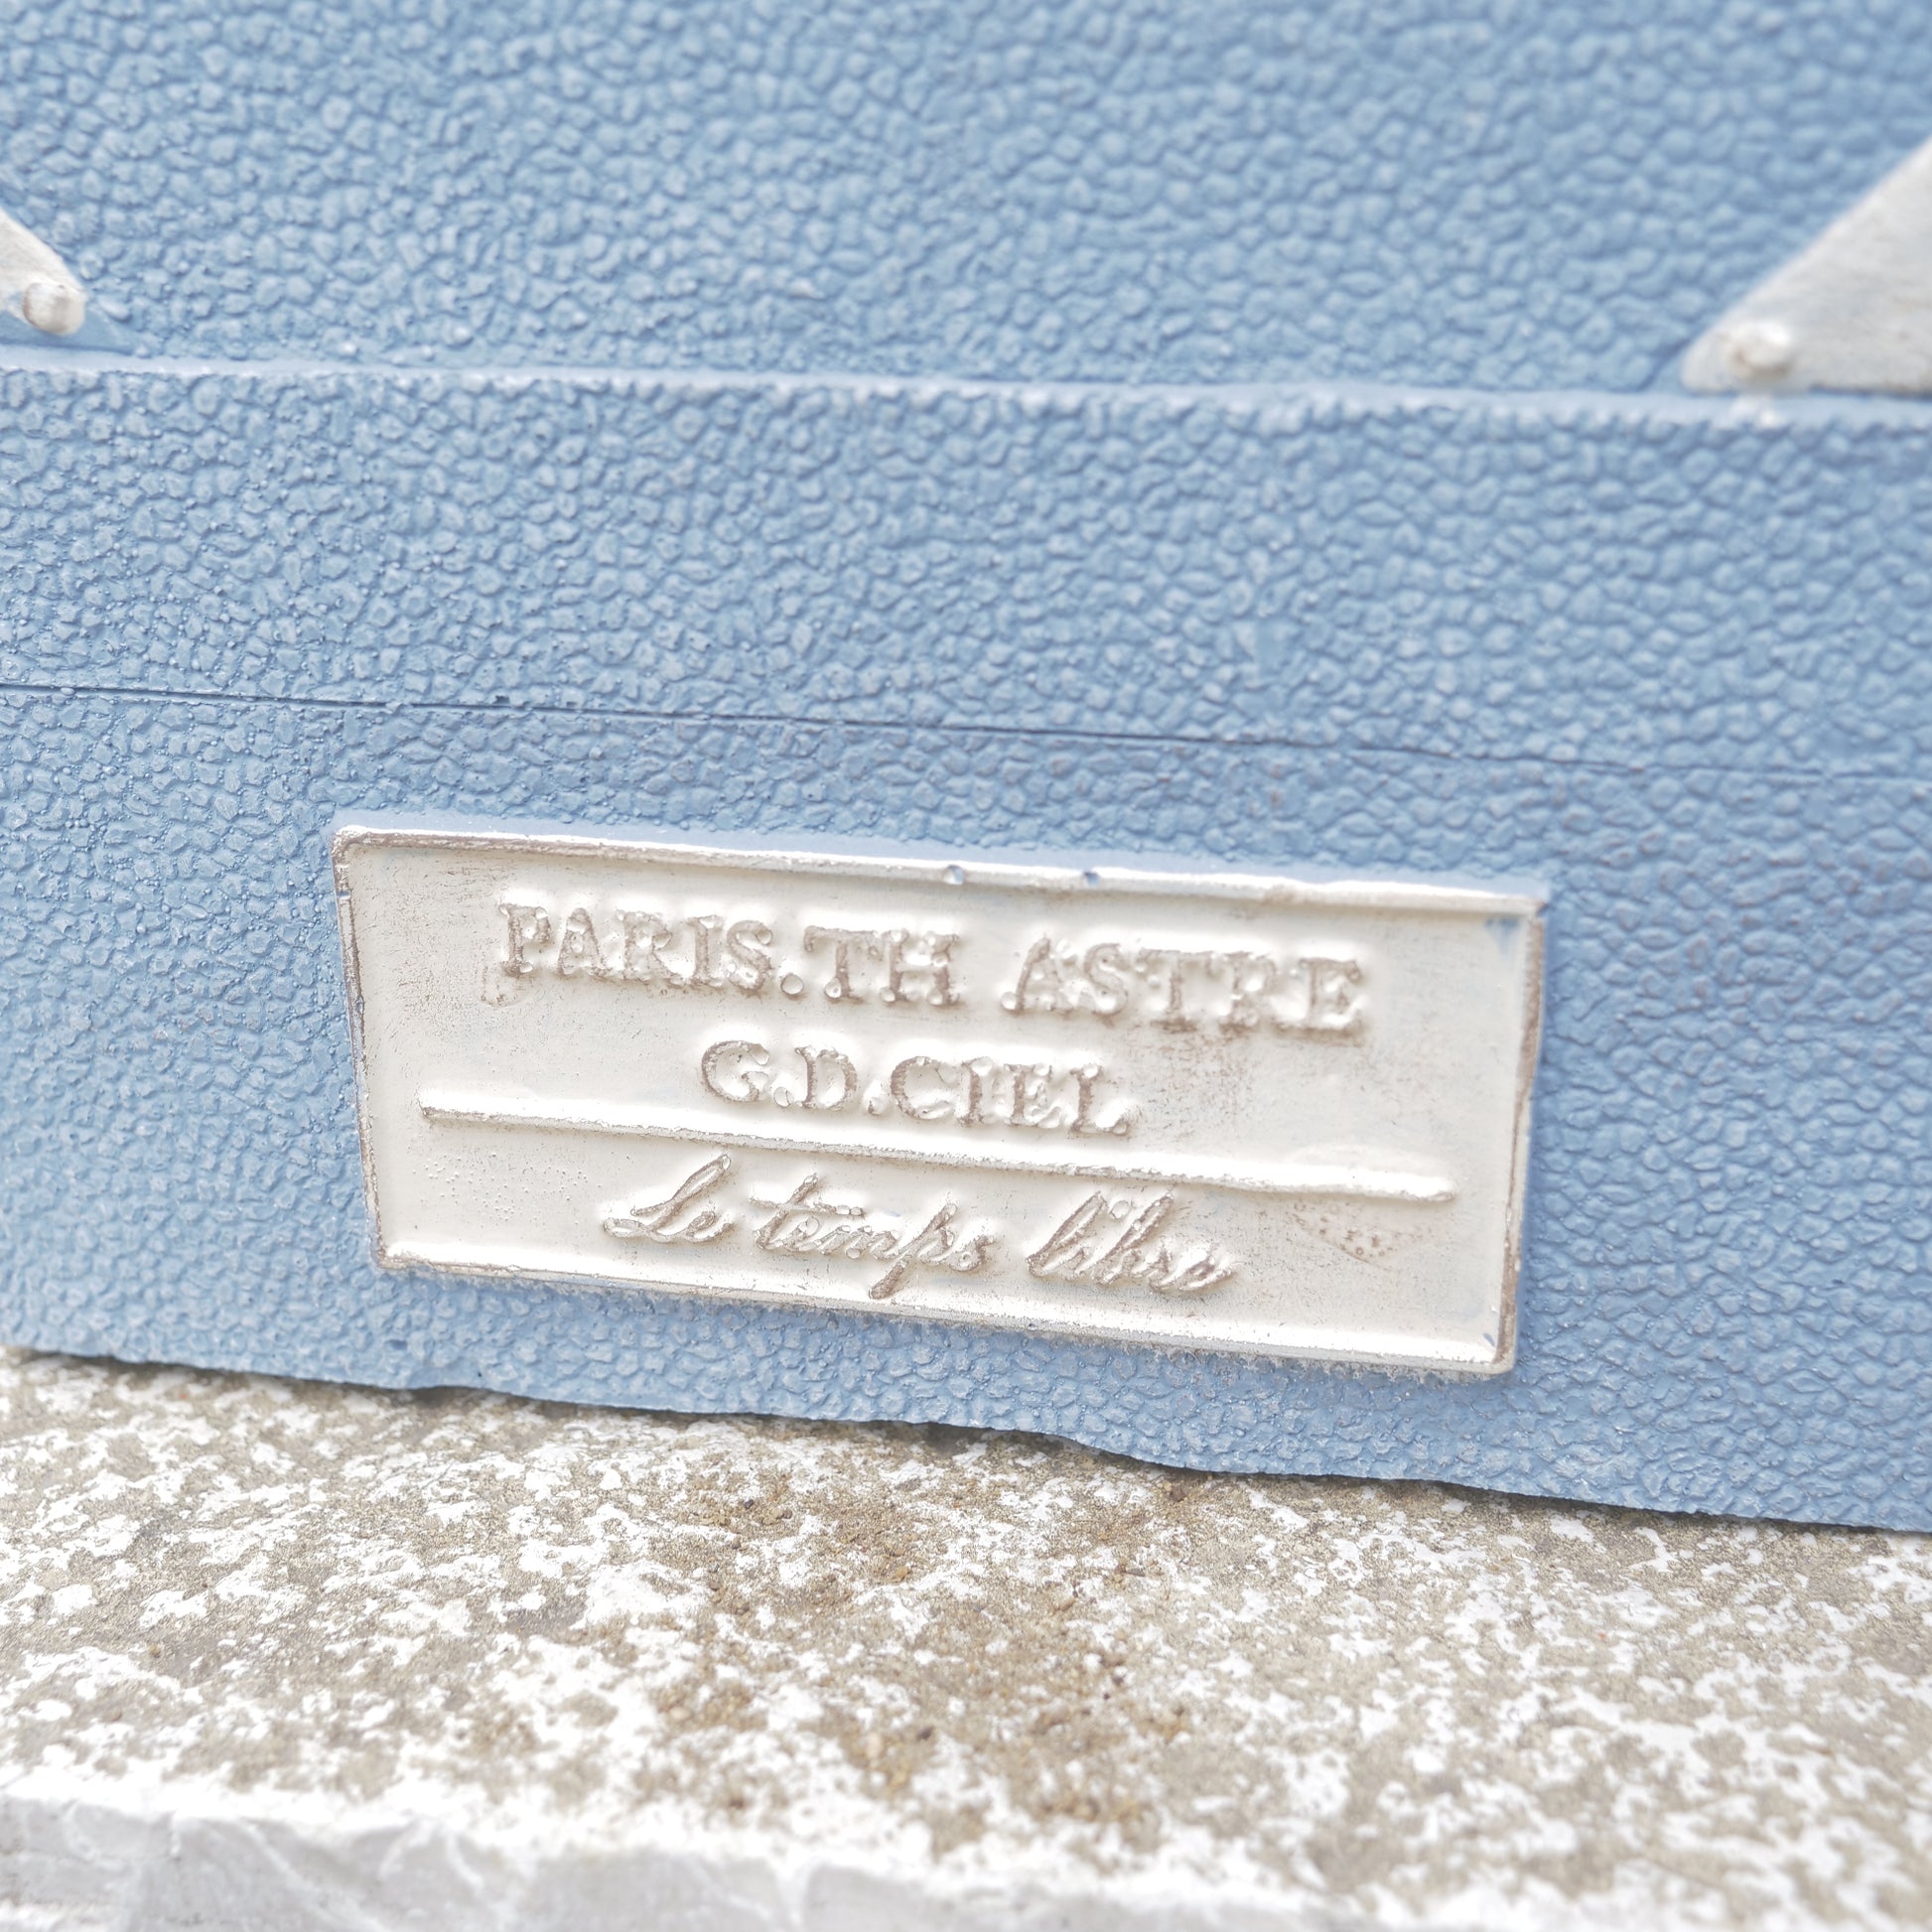 PARIS.TH ASTRE
G.D.CIEL
Le temps libre